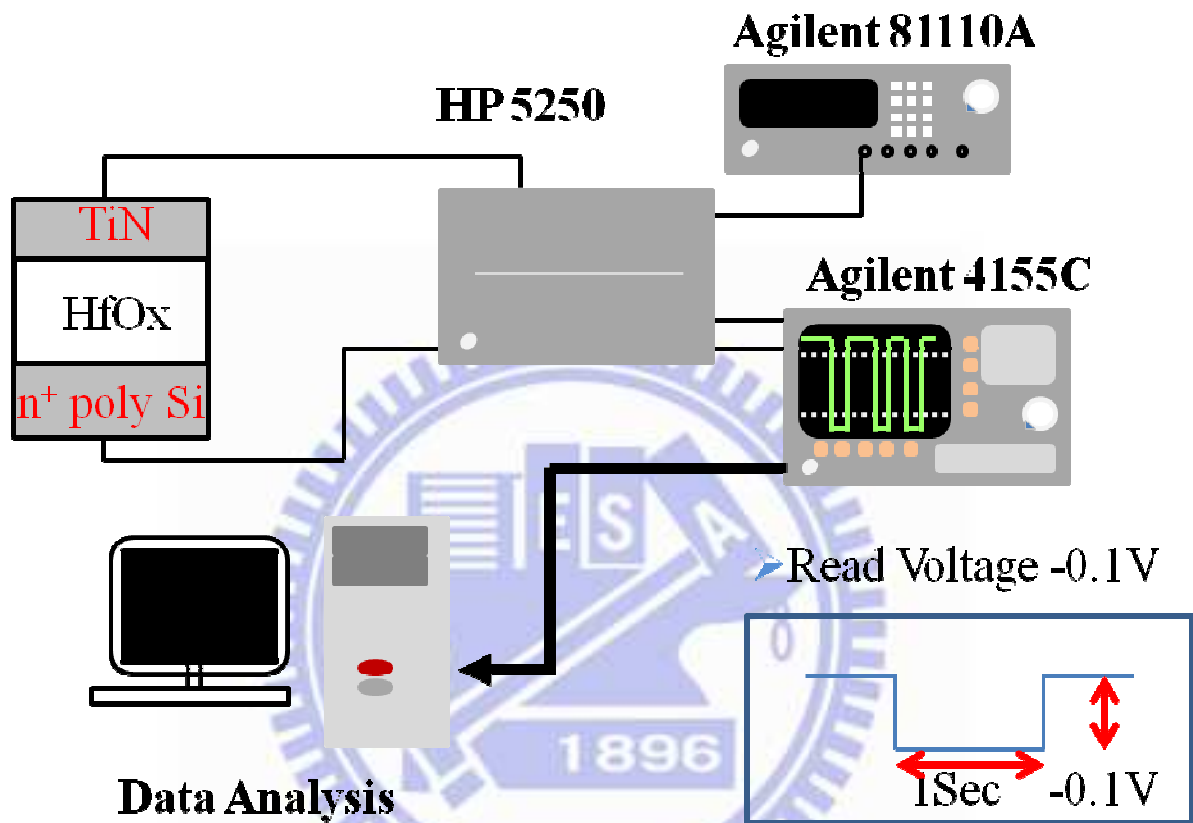 Agilent 81110A
HP 5250
TiN
HfOx
n⁺ poly Si
Agilent 4155C
ESA
Read Voltage -0.1V
1896
1Sec
-0.1V
Data Analysis